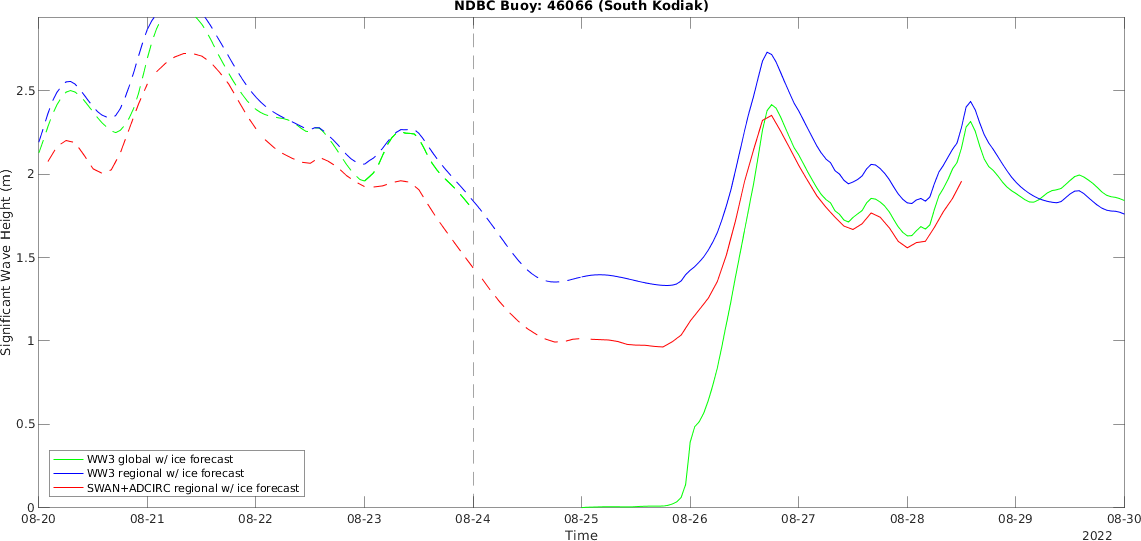 NDBC Buoy: 46066 (South Kodiak)
Significant Wave Height (m)
2.5
2
1.5
1
0.5
0
WW3 global w/ ice forecast
WW3 regional w/ ice forecast
SWAN+ADCIRC regional w/ ice forecast
08-20 08-21 08-22 08-23 08-24 08-25 08-26 08-27 08-28 08-29 08-30
Time
2022